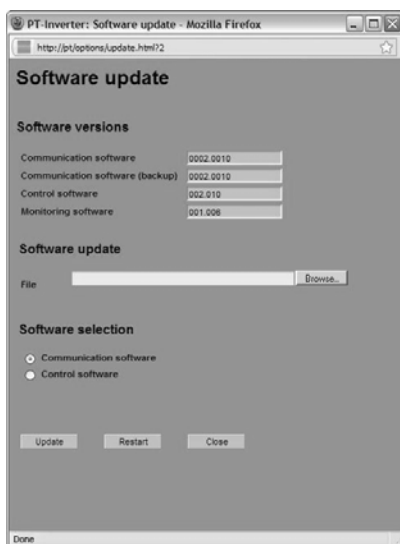 PT-Inverter: Software update - Mozilla Firefox
http://pt/options/update.html?2
Software update
Software versions
Communication software 0002.0010
Communication software (backup) 0002.0010
Control software 002.010
Monitoring software 001.006
Software update
File Browse..
Software selection
Communication software
Control software
Update Restart Close
Done